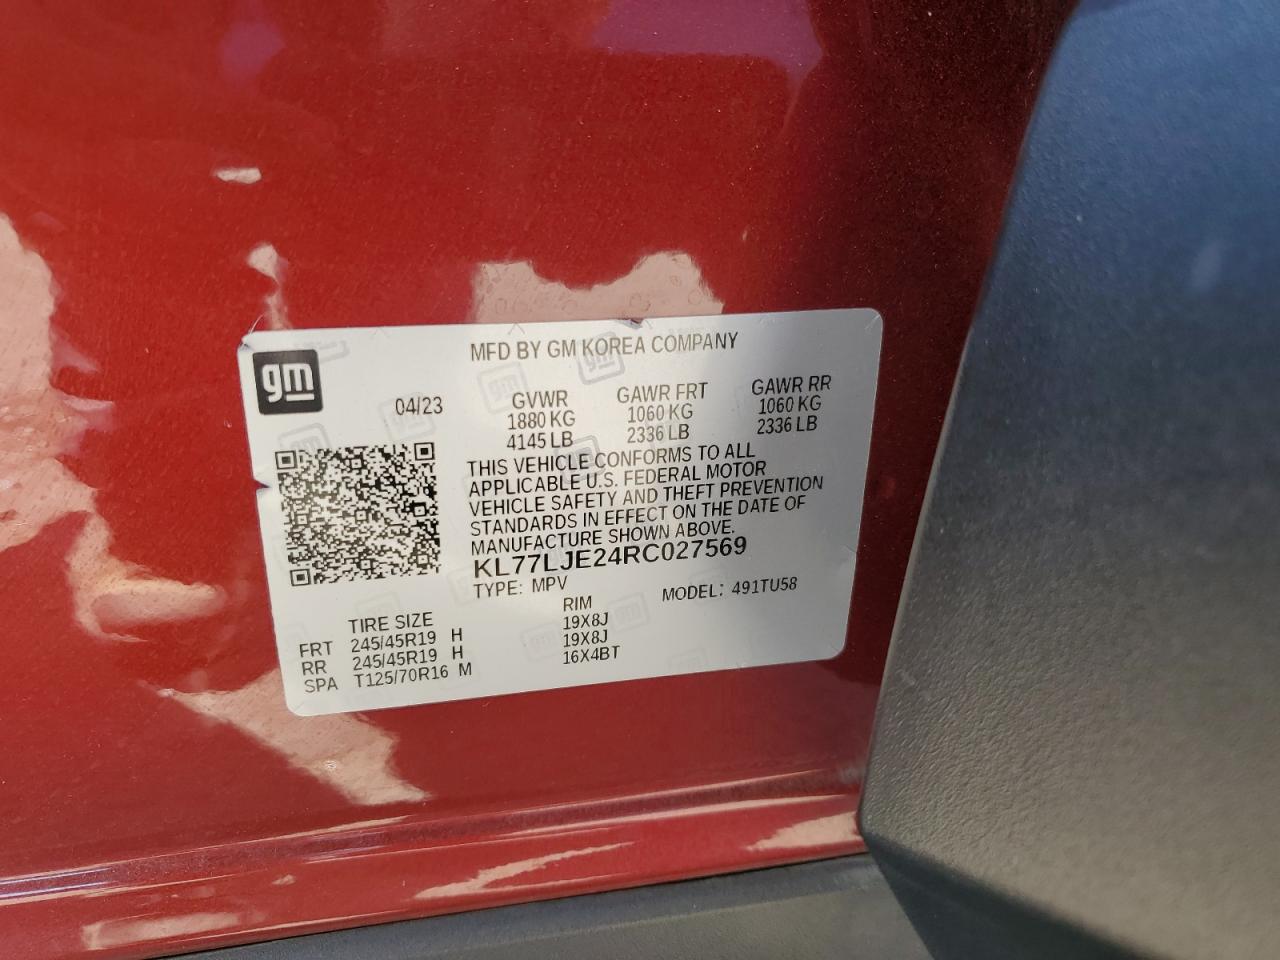 gm
MFD BY GM KOREA COMPANY
04/23
GVWR GAWR FRT GAWR RR
1880 KG 1060 KG 1060 KG
4145 LB 2336 LB 2336 LB
THIS VEHICLE CONFORMS TO ALL
APPLICABLE U.S. FEDERAL MOTOR
VEHICLE SAFETY AND THEFT PREVENTION
STANDARDS IN EFFECT ON THE DATE OF
MANUFACTURE SHOWN ABOVE.
KL77LJE24RC027569
TYPE: MPV MODEL: 491TU58
TIRE SIZE RIM
FRT 245/45R19 H 19X8J
RR 245/45R19 H 19X8J
SPA T125/70R16 M 16X4BT